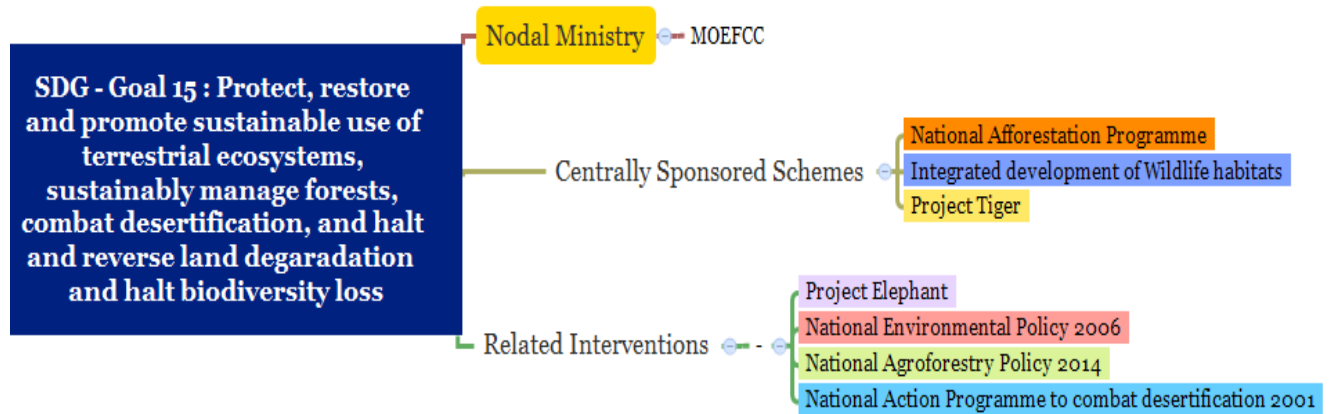 SDG - Goal 15 : Protect, restore
and promote sustainable use of
terrestrial ecosystems,
sustainably manage forests,
combat desertification, and halt
and reverse land degaradation
and halt biodiversity loss
Nodal Ministry
MOEFCC
Centrally Sponsored Schemes
National Afforestation Programme
Integrated development of Wildlife habitats
Project Tiger
Related Interventions
-
Project Elephant
National Environmental Policy 2006
National Agroforestry Policy 2014
National Action Programme to combat desertification 2001